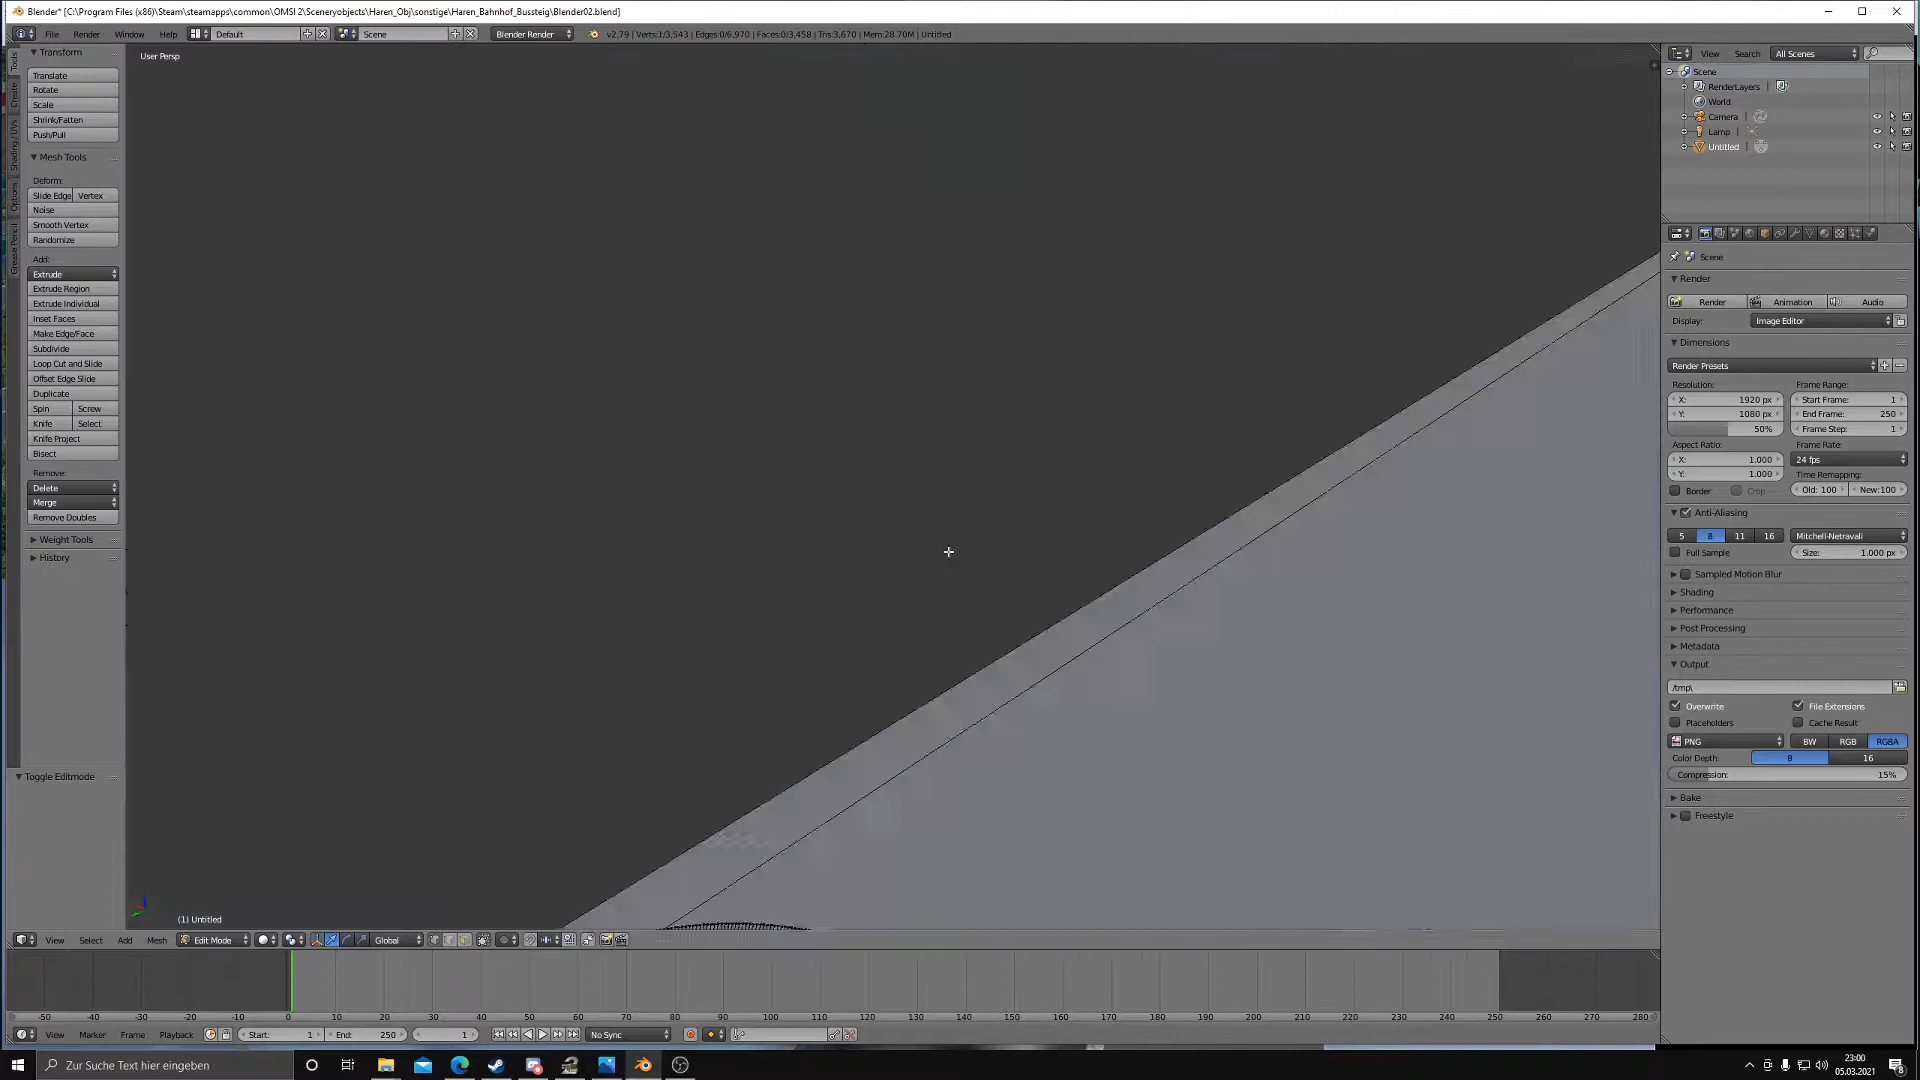 Blender* [C:\Program Files (x86)\Steam\steamapps\common\OMSI 2\Sceneryobjects\Haren_Obj\sonstige\Haren_Bahnhof_Bussteig\Blender02.blend]
File Render Window Help Default Scene Blender Render v2.79 | Verts:1/3,543 | Edges:0/6,970 | Faces:0/3,458 | Tris:3,670 | Mem:28.70M | Untitled
Tools
Create
Shading / UVs
Options
Grease Pencil
Transform
Translate
Rotate
Scale
Shrink/Fatten
Push/Pull
Mesh Tools
Deform:
Slide Edge Vertex
Noise
Smooth Vertex
Randomize
Add:
Extrude
Extrude Region
Extrude Individual
Inset Faces
Make Edge/Face
Subdivide
Loop Cut and Slide
Offset Edge Slide
Duplicate
Spin Screw
Knife Select
Knife Project
Bisect
Remove:
Delete
Merge
Remove Doubles
Weight Tools
History
Toggle Editmode
User Persp
(1) Untitled
View Select Add Mesh Edit Mode Global
View Search All Scenes
Scene
RenderLayers
World
Camera
Lamp
Untitled
Scene
Render
Render Animation Audio
Display: Image Editor
Dimensions
Render Presets
Resolution: Frame Range:
X: 1920 px Start Frame: 1
Y: 1080 px End Frame: 250
50% Frame Step: 1
Aspect Ratio: Frame Rate:
X: 1.000 24 fps
Y: 1.000 Time Remapping:
Border Crop Old: 100 New:100
Anti-Aliasing
5 8 11 16 Mitchell-Netravali
Full Sample Size: 1.000 px
Sampled Motion Blur
Shading
Performance
Post Processing
Metadata
Output
/tmp\
Overwrite File Extensions
Placeholders Cache Result
PNG BW RGB RGBA
Color Depth: 8 16
Compression: 15%
Bake
Freestyle
-50 -40 -30 -20 -10 0 10 20 30 40 50 60 70 80 90 100 110 120 130 140 150 160 170 180 190 200 210 220 230 240 250 260 270 280
View Marker Frame Playback Start: 1 End: 250 1 No Sync
Zur Suche Text hier eingeben
23:00
05.03.2021
8